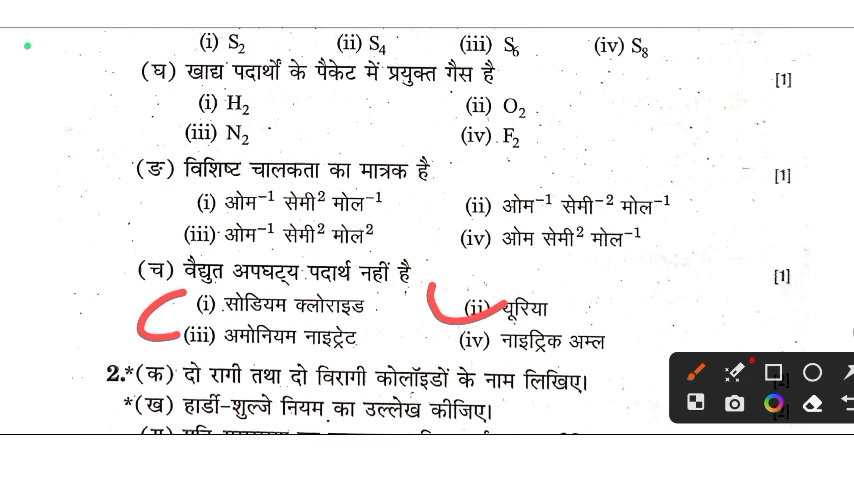 (i) S₂ (ii) S₄ (iii) S₆ (iv) S₈
(घ) खाद्य पदार्थों के पैकेट में प्रयुक्त गैस है [1]
(i) H₂ (ii) O₂
(iii) N₂ (iv) F₂
(ङ) विशिष्ट चालकता का मात्रक है [1]
(i) ओम⁻¹ सेमी² मोल⁻¹ (ii) ओम⁻¹ सेमी⁻² मोल⁻¹
(iii) ओम⁻¹ सेमी² मोल² (iv) ओम सेमी² मोल⁻¹
(च) वैद्युत अपघट्य पदार्थ नहीं है [1]
(i) सोडियम क्लोराइड (ii) यूरिया
(iii) अमोनियम नाइट्रेट (iv) नाइट्रिक अम्ल
2.*(क) दो रागी तथा दो विरागी कोलॉइडों के नाम लिखिए। [2]
*(ख) हार्डी-शुल्जे नियम का उल्लेख कीजिए। [2]